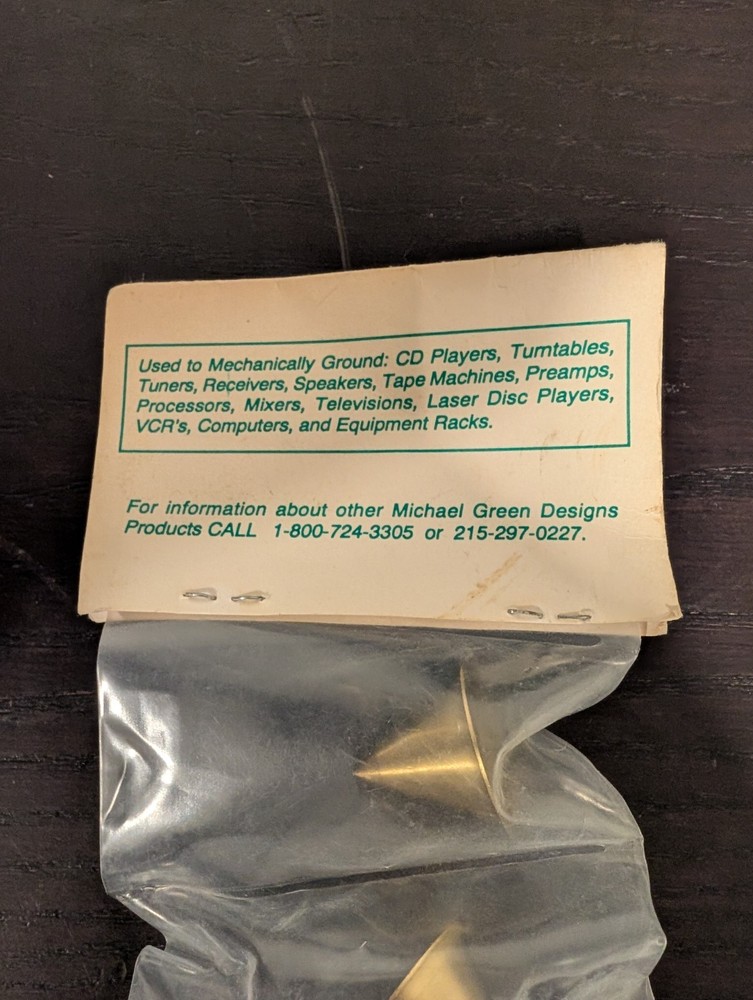 Used to Mechanically Ground: CD Players, Turntables,
Tuners, Receivers, Speakers, Tape Machines, Preamps,
Processors, Mixers, Televisions, Laser Disc Players,
VCR's, Computers, and Equipment Racks.
For information about other Michael Green Designs
Products CALL 1-800-724-3305 or 215-297-0227.